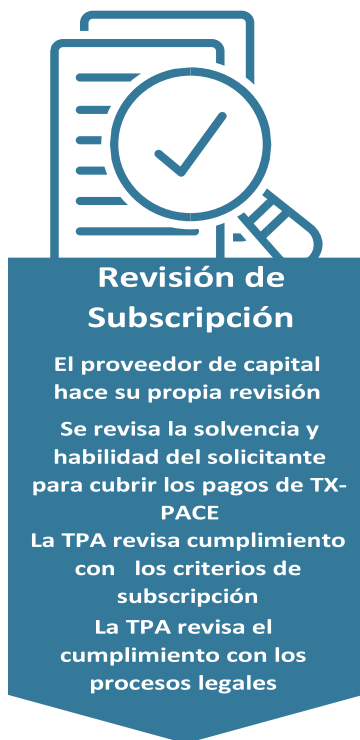 Revisión de
Subscripción
El proveedor de capital
hace su propia revisión
Se revisa la solvencia y
habilidad del solicitante
para cubrir los pagos de TX-
PACE
La TPA revisa cumplimiento
con los criterios de
subscripción
La TPA revisa el
cumplimiento con los
procesos legales